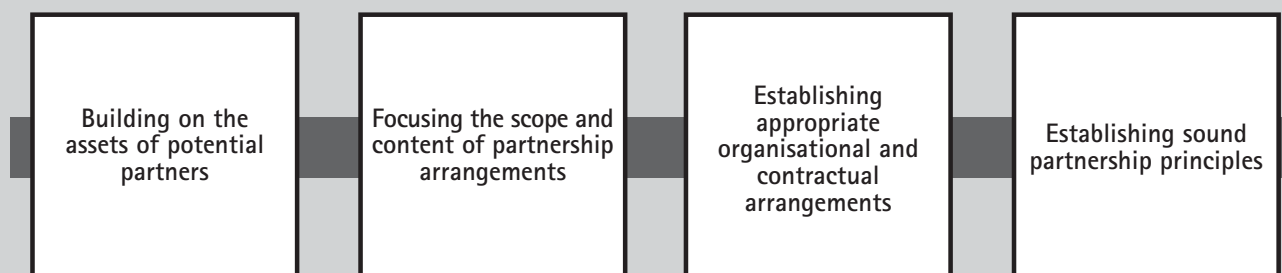 Building on the
assets of potential
partners
Focusing the scope and
content of partnership
arrangements
Establishing
appropriate
organisational and
contractual
arrangements
Establishing sound
partnership principles